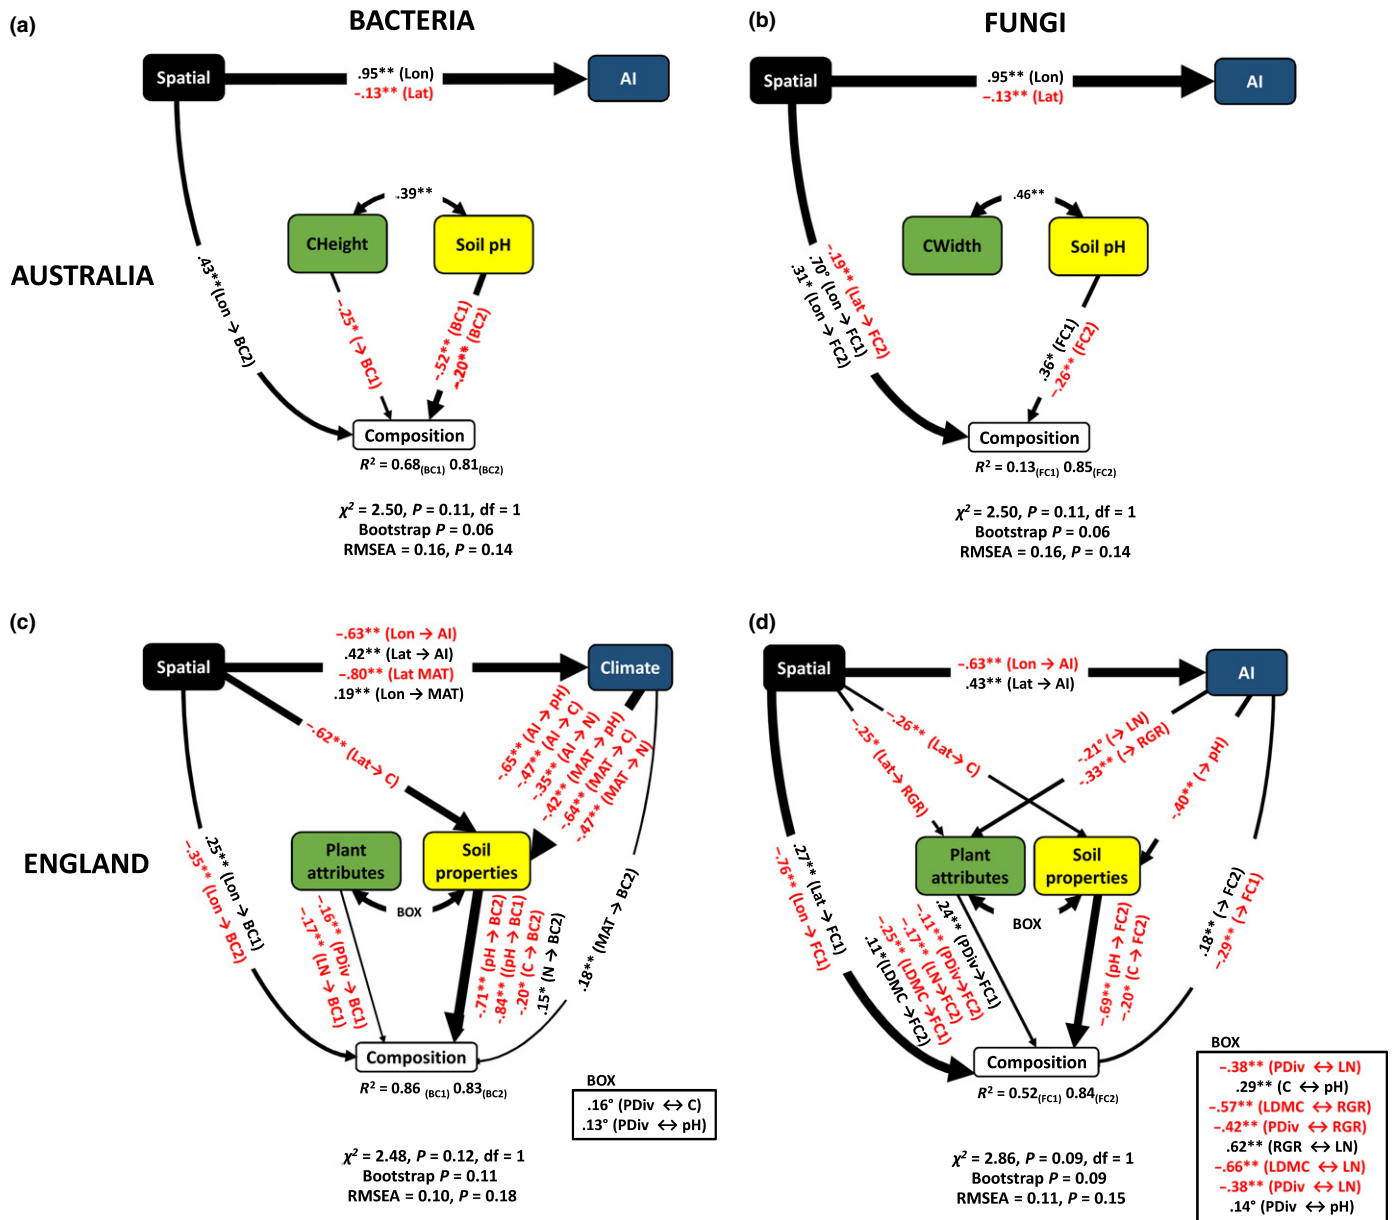 (a)
BACTERIA
Spatial
.95** (Lon)
–.13** (Lat)
AI
.39**
CHeight
Soil pH
.43**(Lon → BC2)
–.25* (→ BC1)
–.52** (BC1)
–.20** (BC2)
Composition
R² = 0.68(BC1) 0.81(BC2)
χ² = 2.50, P = 0.11, df = 1
Bootstrap P = 0.06
RMSEA = 0.16, P = 0.14
(b)
FUNGI
Spatial
.95** (Lon)
–.13** (Lat)
AI
.46**
CWidth
Soil pH
–.19** (Lat → FC2)
.70° (Lon → FC1)
.31* (Lon → FC2)
.36* (FC1)
–.26** (FC2)
Composition
R² = 0.13(FC1) 0.85(FC2)
χ² = 2.50, P = 0.11, df = 1
Bootstrap P = 0.06
RMSEA = 0.16, P = 0.14
AUSTRALIA
(c)
Spatial
–.63** (Lon → AI)
.42** (Lat → AI)
–.80** (Lat MAT)
.19** (Lon → MAT)
Climate
–.62** (Lat→ C)
-.65** (AI → pH)
-.47** (AI → C)
-.35** (AI → N)
-.42** (MAT → pH)
-.64** (MAT → C)
-.47** (MAT → N)
Plant
attributes
Soil
properties
BOX
.25** (Lon → BC1)
–.35** (Lon → BC2)
–.16** (PDiv → BC1)
–.17** (LN → BC1)
-.71** (pH → BC2)
-.84** ((pH → BC1)
-.20* (C → BC2)
.15* (N → BC2)
.18** (MAT → BC2)
Composition
R² = 0.86 (BC1) 0.83(BC2)
BOX
.16° (PDiv ↔ C)
.13° (PDiv ↔ pH)
χ² = 2.48, P = 0.12, df = 1
Bootstrap P = 0.11
RMSEA = 0.10, P = 0.18
ENGLAND
(d)
Spatial
–.63** (Lon → AI)
.43** (Lat → AI)
AI
–.25* (Lat→ RGR)
–.26** (Lat→ C)
-.21° (→ LN)
-.33** (→ RGR)
-.40** (→ pH)
Plant
attributes
Soil
properties
BOX
.27** (Lat → FC1)
–.76** (Lon → FC1)
.24** (PDiv→FC1)
-.11** (PDiv→FC2)
-.17** (LN→FC2)
-.25** (LDMC →FC1)
.11*(LDMC →FC2)
–.69** (pH → FC2)
–.20* (C → FC2)
.18** (→ FC2)
–.29** (→ FC1)
Composition
R² = 0.52(FC1) 0.84(FC2)
χ² = 2.86, P = 0.09, df = 1
Bootstrap P = 0.09
RMSEA = 0.11, P = 0.15
BOX
–.38** (PDiv ↔ LN)
.29** (C ↔ pH)
–.57** (LDMC ↔ RGR)
–.42** (PDiv ↔ RGR)
.62** (RGR ↔ LN)
–.66** (LDMC ↔ LN)
–.38** (PDiv ↔ LN)
.14° (PDiv ↔ pH)